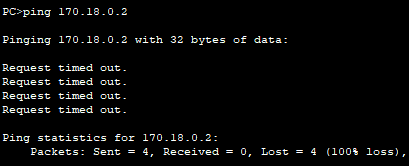 PC>ping 170.18.0.2
Pinging 170.18.0.2 with 32 bytes of data:
Request timed out.
Request timed out.
Request timed out.
Request timed out.
Ping statistics for 170.18.0.2:
Packets: Sent = 4, Received = 0, Lost = 4 (100% loss),